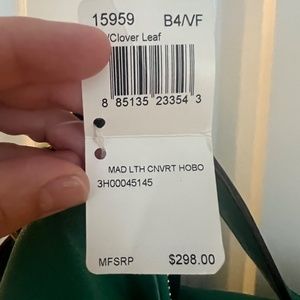 15959 B4/VF
/Clover Leaf
8 85135 23354 3
MAD LTH CNVRT HOBO
3H00045145
MFSRP $298.00